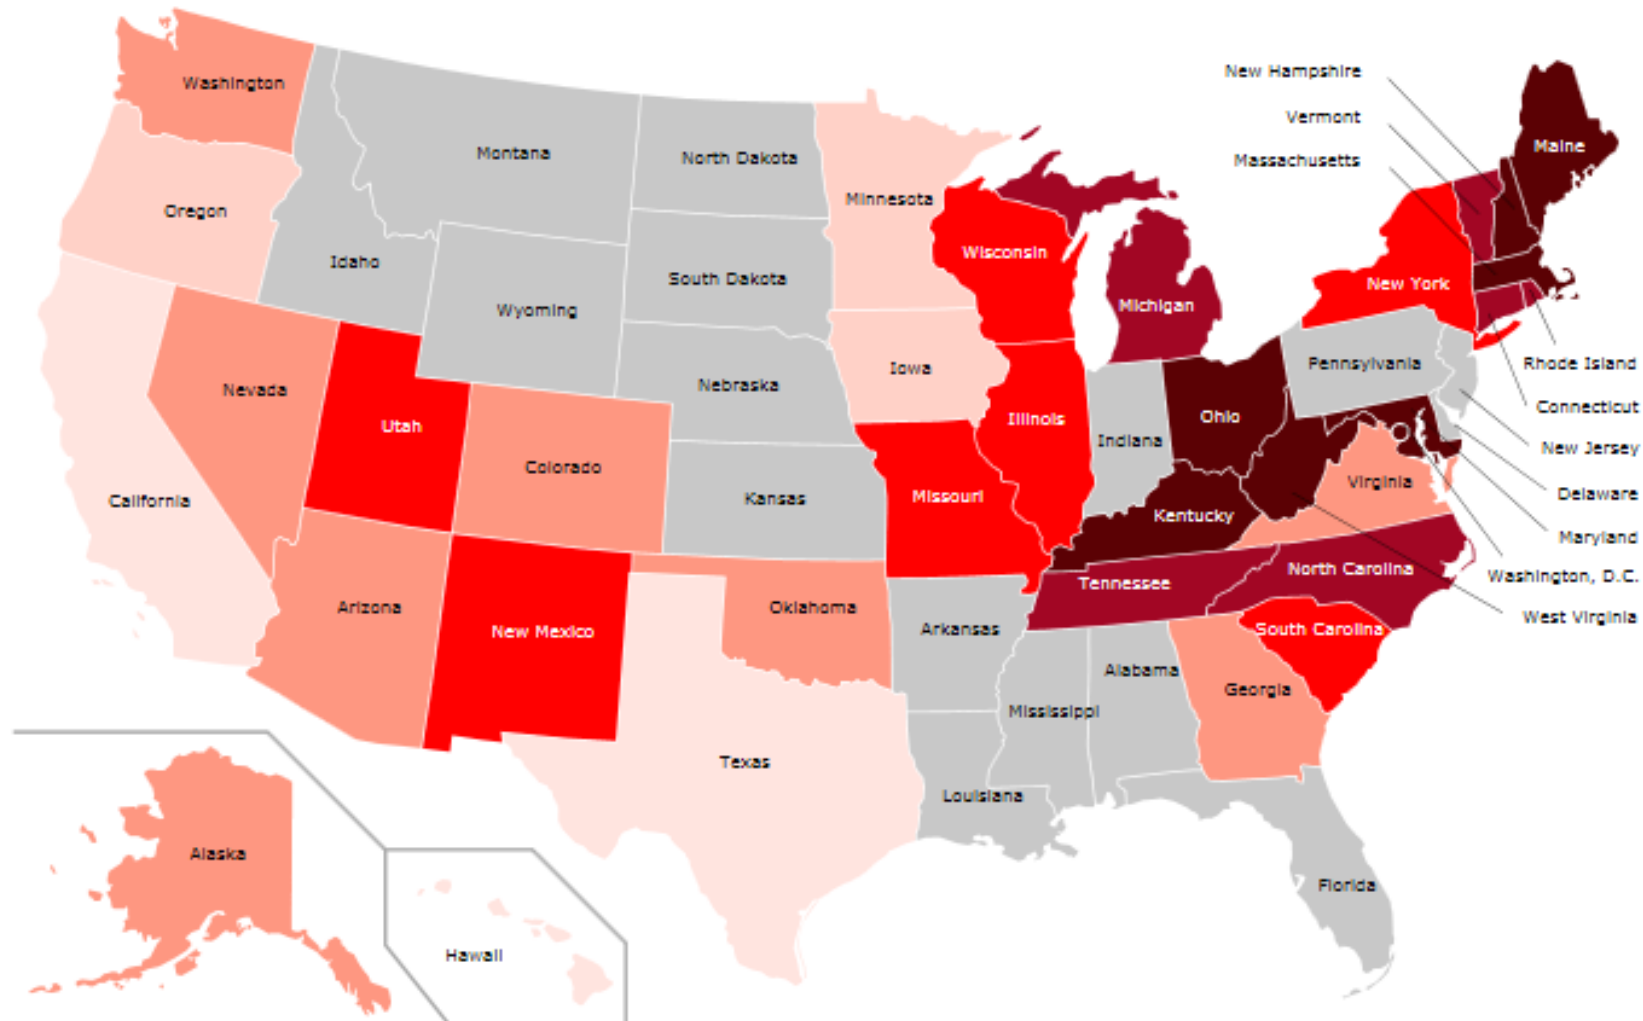 New Hampshire
Washington
Vermont
Maine
Montana
North Dakota
Massachusetts
Minnesota
Oregon
Wisconsin
Idaho
South Dakota
New York
Michigan
Wyoming
Pennsylvania
Rhode Island
Iowa
Nebraska
Nevada
Connecticut
Ohio
Illinois
Utah
Indiana
New Jersey
Colorado
Virginia
Delaware
California
Kansas
Missouri
Kentucky
Maryland
North Carolina
Washington, D.C.
Tennessee
Arizona
Oklahoma
West Virginia
New Mexico
Arkansas
South Carolina
Alabama
Georgia
Mississippi
Texas
Louisiana
Alaska
Florida
Hawaii